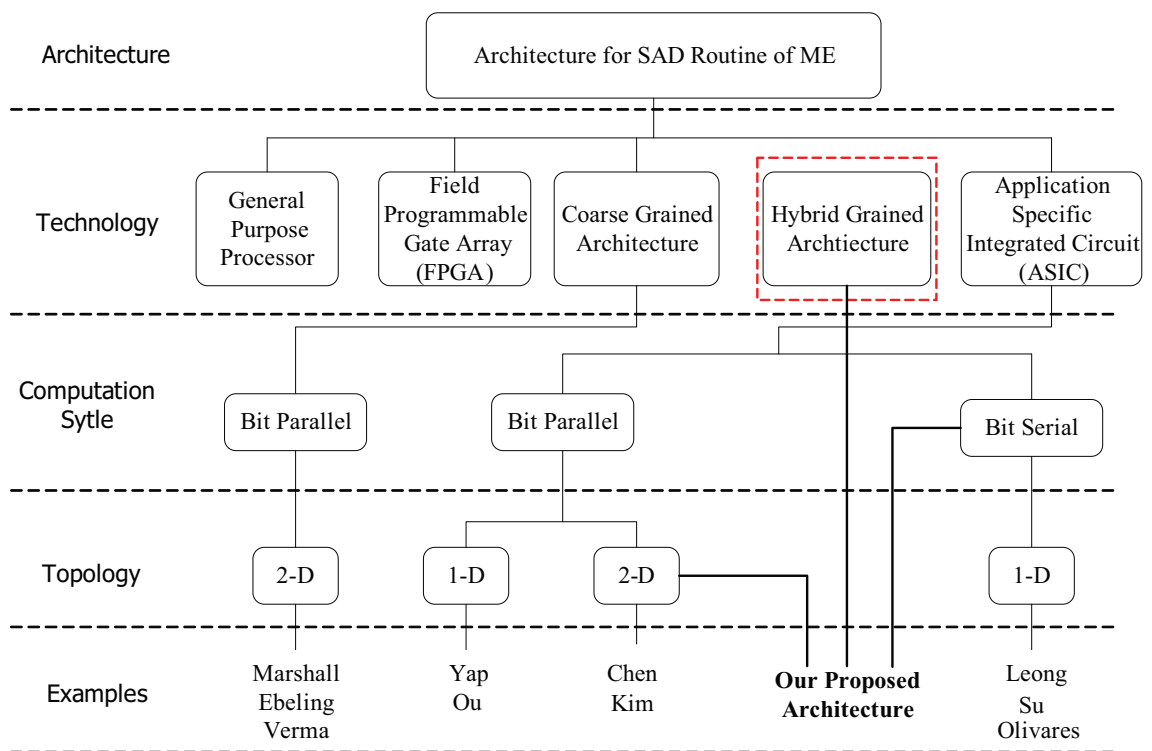 Architecture
Architecture for SAD Routine of ME
Technology
General
Purpose
Processor
Field
Programmable
Gate Array
(FPGA)
Coarse Grained
Architecture
Hybrid Grained
Archtiecture
Application
Specific
Integrated Circuit
(ASIC)
Computation
Sytle
Bit Parallel
Bit Parallel
Bit Serial
Topology
2-D
1-D
2-D
1-D
Examples
Marshall
Ebeling
Verma
Yap
Ou
Chen
Kim
Our Proposed
Architecture
Leong
Su
Olivares